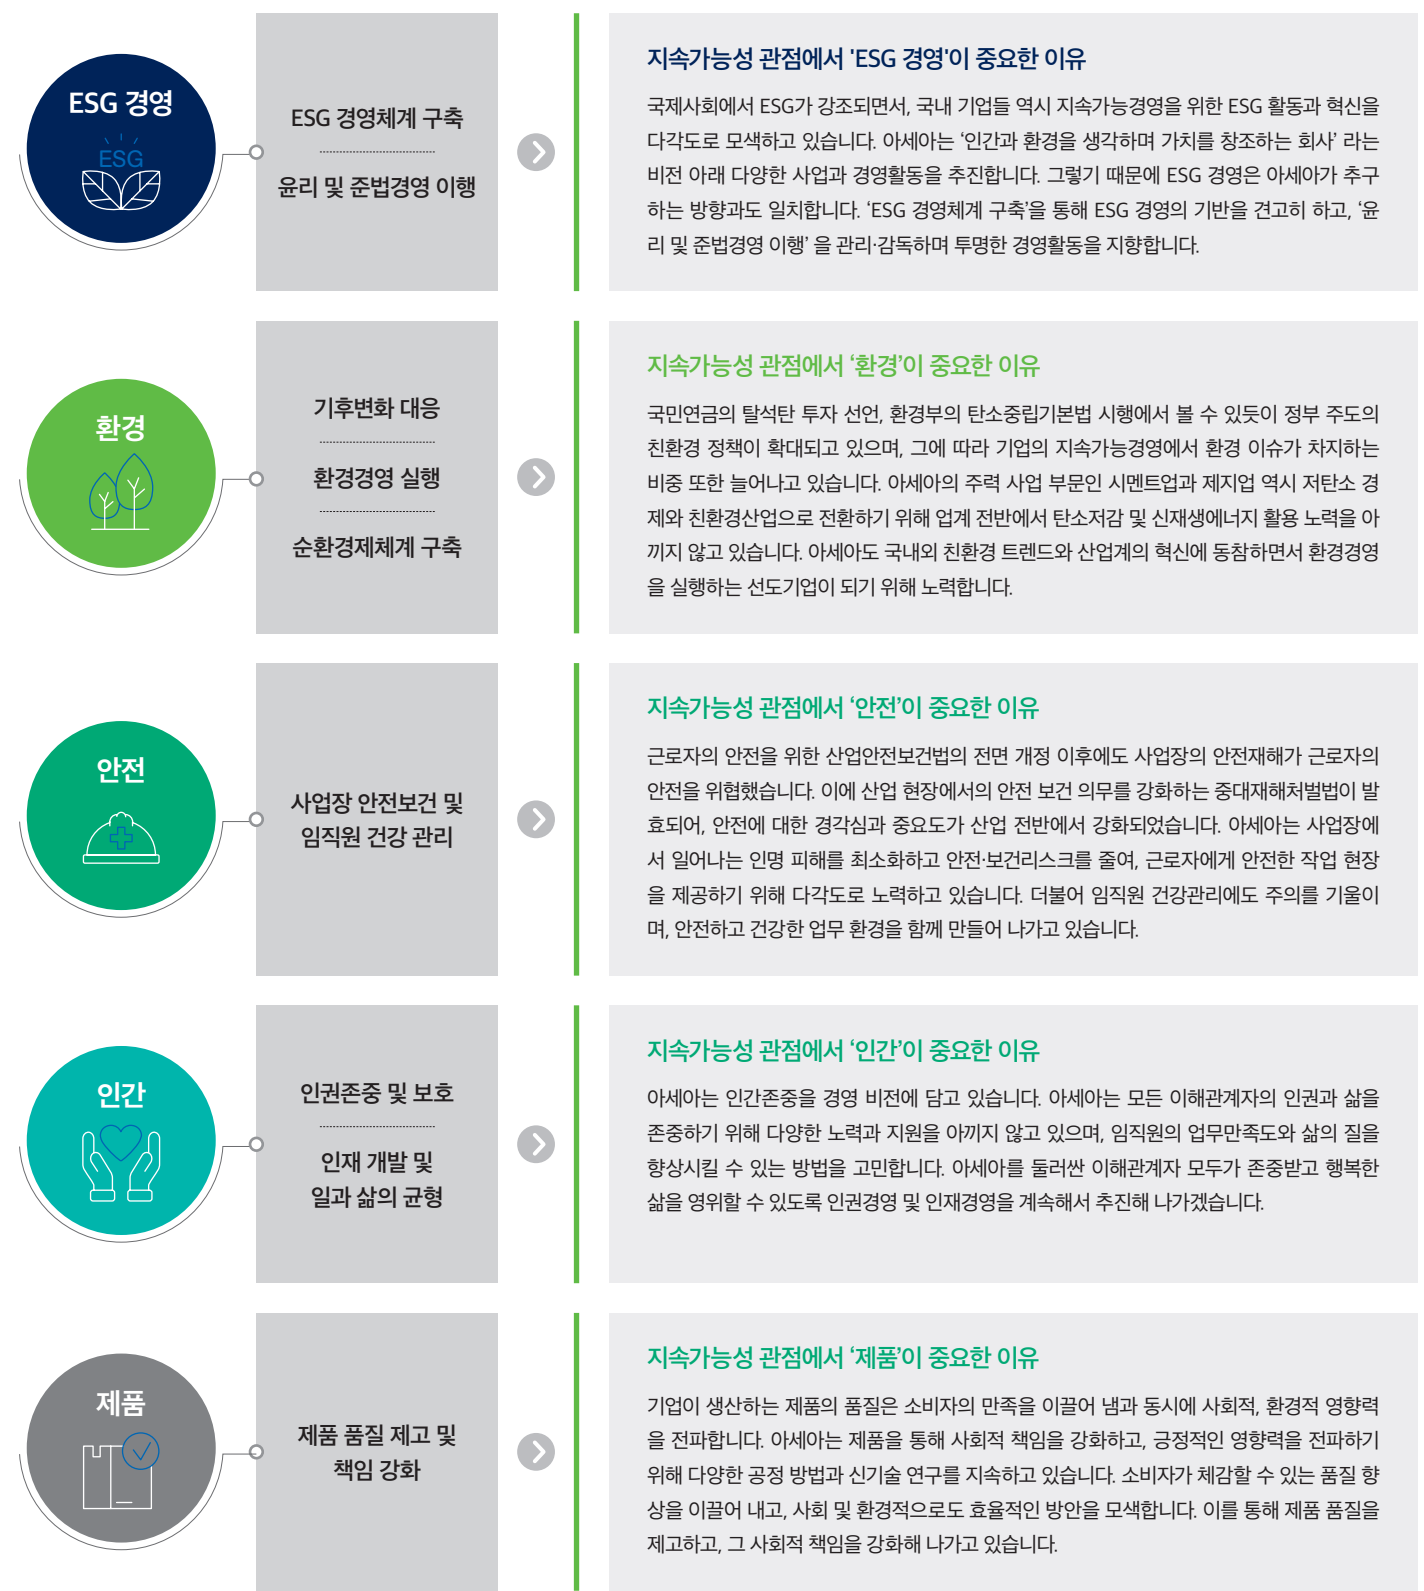 ESG 경영
ESG
ESG 경영체계 구축
윤리 및 준법경영 이행
지속가능성 관점에서 'ESG 경영'이 중요한 이유
국제사회에서 ESG가 강조되면서, 국내 기업들 역시 지속가능경영을 위한 ESG 활동과 혁신을
다각도로 모색하고 있습니다. 아세아는 ‘인간과 환경을 생각하며 가치를 창조하는 회사’ 라는
비전 아래 다양한 사업과 경영활동을 추진합니다. 그렇기 때문에 ESG 경영은 아세아가 추구
하는 방향과도 일치합니다. ‘ESG 경영체계 구축’을 통해 ESG 경영의 기반을 견고히 하고, ‘윤
리 및 준법경영 이행’ 을 관리·감독하며 투명한 경영활동을 지향합니다.
환경
기후변화 대응
환경경영 실행
순환경제체계 구축
지속가능성 관점에서 ‘환경’이 중요한 이유
국민연금의 탈석탄 투자 선언, 환경부의 탄소중립기본법 시행에서 볼 수 있듯이 정부 주도의
친환경 정책이 확대되고 있으며, 그에 따라 기업의 지속가능경영에서 환경 이슈가 차지하는
비중 또한 늘어나고 있습니다. 아세아의 주력 사업 부문인 시멘트업과 제지업 역시 저탄소 경
제와 친환경산업으로 전환하기 위해 업계 전반에서 탄소저감 및 신재생에너지 활용 노력을 아
끼지 않고 있습니다. 아세아도 국내외 친환경 트렌드와 산업계의 혁신에 동참하면서 환경경영
을 실행하는 선도기업이 되기 위해 노력합니다.
안전
사업장 안전보건 및
임직원 건강 관리
지속가능성 관점에서 ‘안전’이 중요한 이유
근로자의 안전을 위한 산업안전보건법의 전면 개정 이후에도 사업장의 안전재해가 근로자의
안전을 위협했습니다. 이에 산업 현장에서의 안전 보건 의무를 강화하는 중대재해처벌법이 발
효되어, 안전에 대한 경각심과 중요도가 산업 전반에서 강화되었습니다. 아세아는 사업장에
서 일어나는 인명 피해를 최소화하고 안전·보건리스크를 줄여, 근로자에게 안전한 작업 현장
을 제공하기 위해 다각도로 노력하고 있습니다. 더불어 임직원 건강관리에도 주의를 기울이
며, 안전하고 건강한 업무 환경을 함께 만들어 나가고 있습니다.
인간
인권존중 및 보호
인재 개발 및
일과 삶의 균형
지속가능성 관점에서 ‘인간’이 중요한 이유
아세아는 인간존중을 경영 비전에 담고 있습니다. 아세아는 모든 이해관계자의 인권과 삶을
존중하기 위해 다양한 노력과 지원을 아끼지 않고 있으며, 임직원의 업무만족도와 삶의 질을
향상시킬 수 있는 방법을 고민합니다. 아세아를 둘러싼 이해관계자 모두가 존중받고 행복한
삶을 영위할 수 있도록 인권경영 및 인재경영을 계속해서 추진해 나가겠습니다.
제품
제품 품질 제고 및
책임 강화
지속가능성 관점에서 ‘제품’이 중요한 이유
기업이 생산하는 제품의 품질은 소비자의 만족을 이끌어 냄과 동시에 사회적, 환경적 영향력
을 전파합니다. 아세아는 제품을 통해 사회적 책임을 강화하고, 긍정적인 영향력을 전파하기
위해 다양한 공정 방법과 신기술 연구를 지속하고 있습니다. 소비자가 체감할 수 있는 품질 향
상을 이끌어 내고, 사회 및 환경적으로도 효율적인 방안을 모색합니다. 이를 통해 제품 품질을
제고하고, 그 사회적 책임을 강화해 나가고 있습니다.